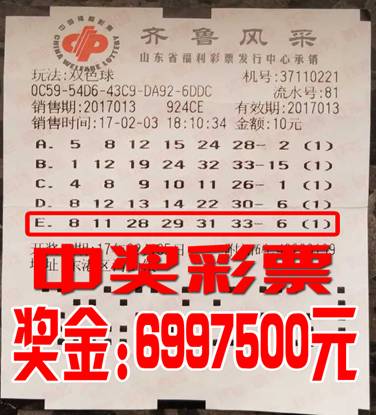 中国福利彩票
CHINA WELFARE LOTTERY
齐鲁风采
山东省福利彩票发行中心承销
玩法:双色球 机号:37110221
0C59-54D6-43C9-DA92-6DDC 流水号:81
销售期:2017013 924CE 有效期:2017013
销售时间:17-02-03 18:10:34 金额:10元
A. 5 8 12 15 24 28- 2 (1)
B. 1 12 19 24 32 33-15 (1)
C. 4 8 9 10 11 26- 1 (1)
D. 8 12 13 14 22 30- 6 (1)
E. 8 11 28 29 31 33- 6 (1)
中奖彩票
奖金:6997500元